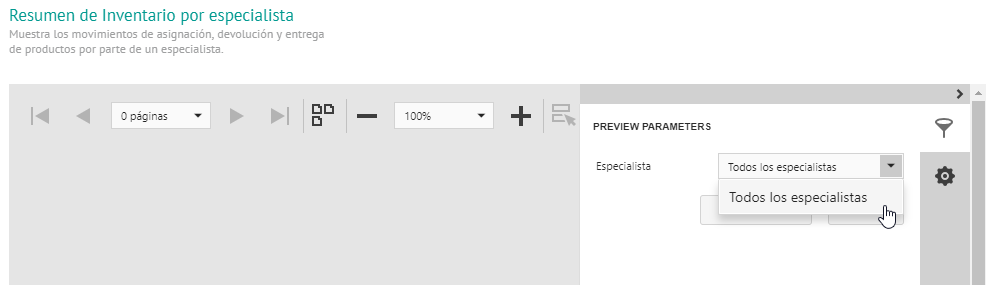 Resumen de Inventario por especialista
Muestra los movimientos de asignación, devolución y entrega
de productos por parte de un especialista.
0 páginas
100%
PREVIEW PARAMETERS
Especialista
Todos los especialistas
Todos los especialistas